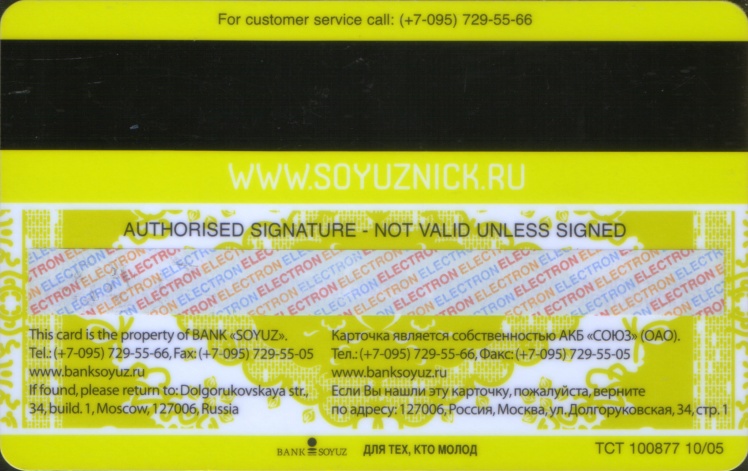 For customer service call: (+7-095) 729-55-66
WWW.SOYUZNICK.RU
AUTHORISED SIGNATURE - NOT VALID UNLESS SIGNED
ELECTRON ELECTRON ELECTRON ELECTRON ELECTRON ELECTRON
This card is the property of BANK «SOYUZ».
Tel.: (+7-095) 729-55-66, Fax: (+7-095) 729-55-05
www.banksoyuz.ru
If found, please return to: Dolgorukovskaya str.,
34, build. 1, Moscow, 127006, Russia
Карточка является собственностью АКБ «СОЮЗ» (ОАО).
Тел.: (+7-095) 729-55-66, Факс: (+7-095) 729-55-05
www.banksoyuz.ru
Если Вы нашли эту карточку, пожалуйста, верните
по адресу: 127006, Россия, Москва, ул. Долгоруковская, 34, стр. 1
BANK SOYUZ ДЛЯ ТЕХ, КТО МОЛОД TCT 100877 10/05